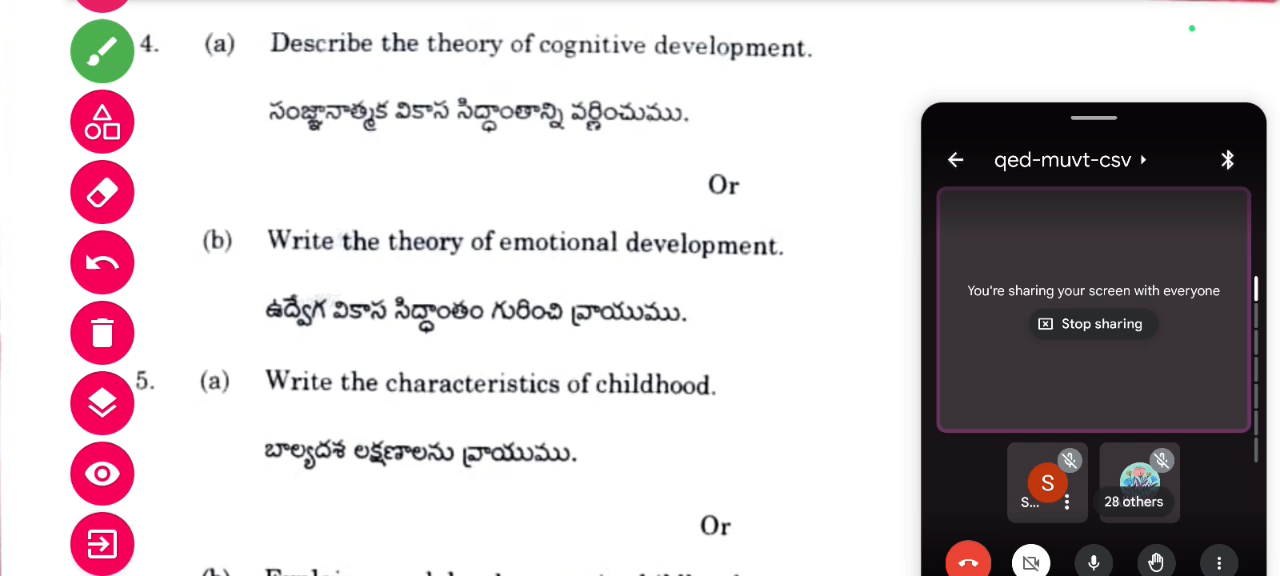 4. (a) Describe the theory of cognitive development.
సంజ్ఞానాత్మక వికాస సిద్ధాంతాన్ని వర్ణించుము.
Or
(b) Write the theory of emotional development.
ఉద్వేగ వికాస సిద్ధాంతం గురించి వ్రాయుము.
5. (a) Write the characteristics of childhood.
బాల్యదశ లక్షణాలను వ్రాయుము.
Or
qed-muvt-csv
You're sharing your screen with everyone
Stop sharing
S
S...
28 others